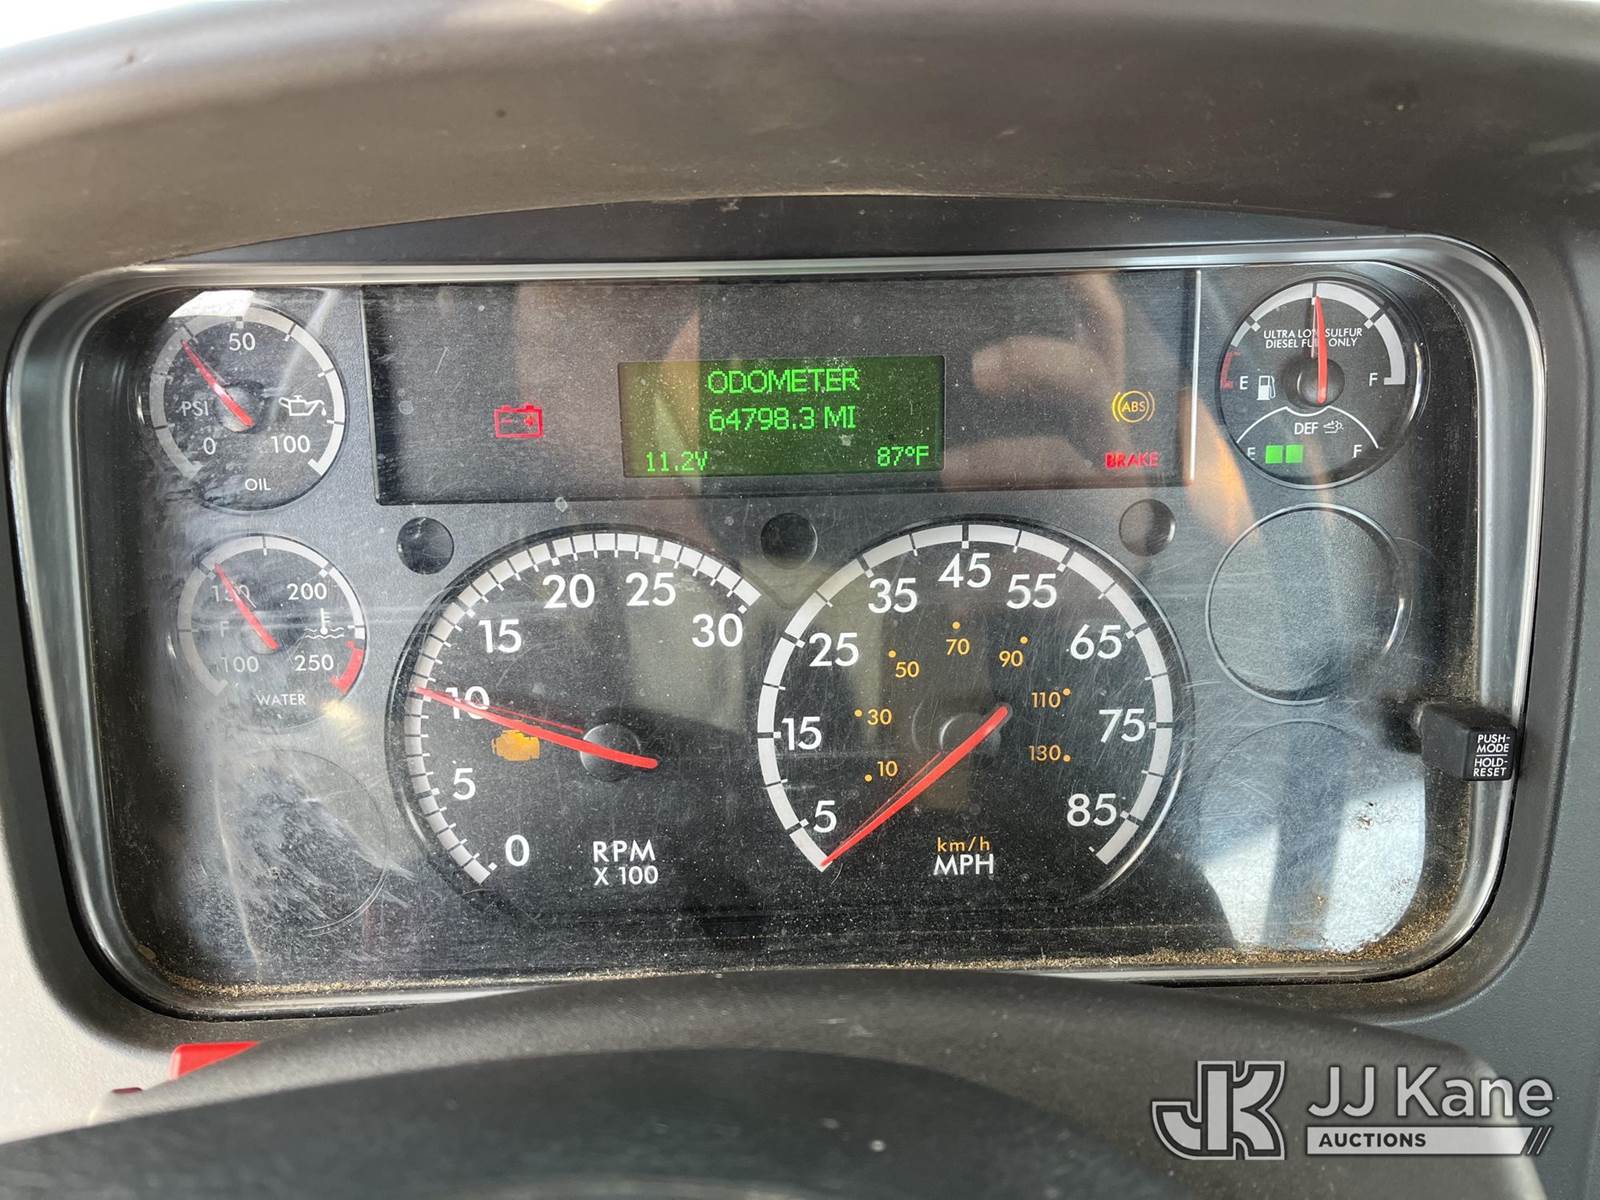 50
PSI
0
100
OIL
ODOMETER
64798.3 MI
11.2V
87°F
ABS
BRAKE
ULTRA LOW SULFUR
DIESEL FUEL ONLY
E
F
DEF
E
F
150
200
F
100
250
WATER
0
5
10
15
20
25
30
RPM
X 100
5
15
25
35
45
55
65
75
85
10
30
50
70
90
110
130
km/h
MPH
PUSH-
MODE
HOLD-
RESET
JK
JJ Kane
AUCTIONS